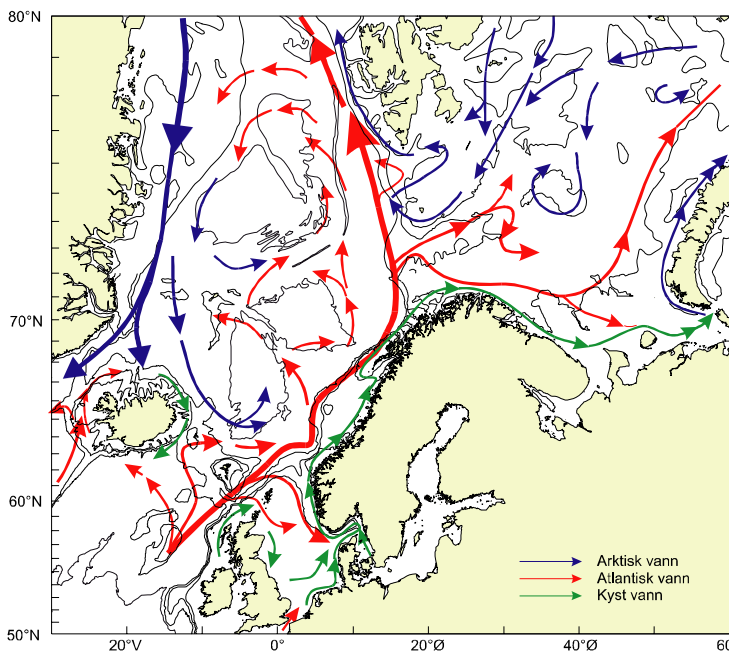 80°N
70°N
60°N
50°N
20°V
0°
20°Ø
40°Ø
60
Arktisk vann
Atlantisk vann
Kyst vann